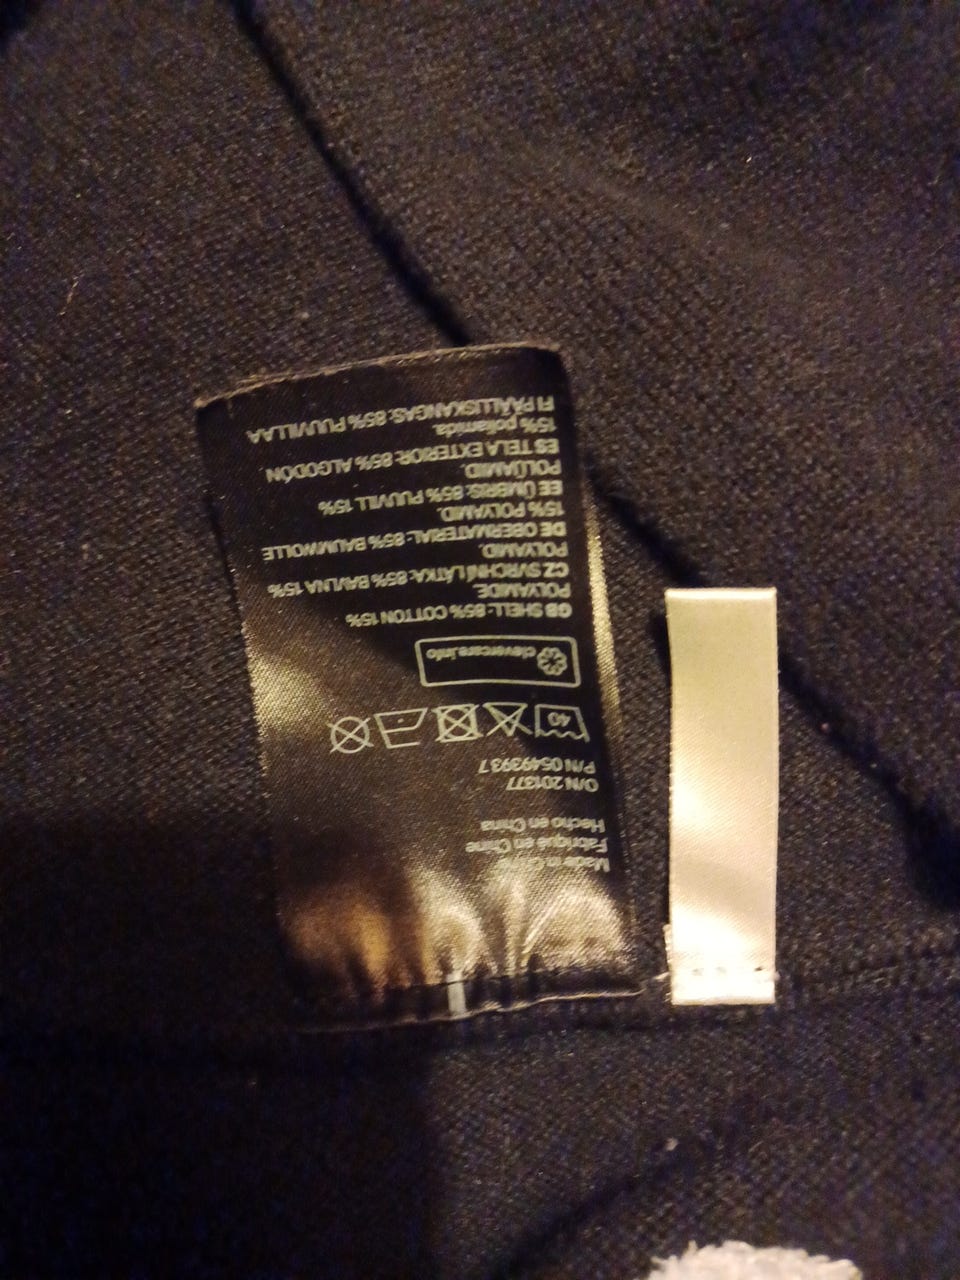 Made in China
Fabriqué en Chine
Hecho en China
O/N 201377
P/N 0549393.7
40
clevercare.info
GB SHELL: 85% COTTON 15%
POLYAMIDE.
CZ SVRCHNÍ LÁTKA: 85% BAVLNA 15%
POLYAMID.
DE OBERMATERIAL: 85% BAUMWOLLE
15% POLYAMID.
EE ÜMBRIS: 85% PUUVILL 15%
POLÜAMID.
ES TELA EXTERIOR: 85% ALGODÓN,
15% poliamida.
FI PÄÄLLISKANGAS: 85% PUUVILLAA